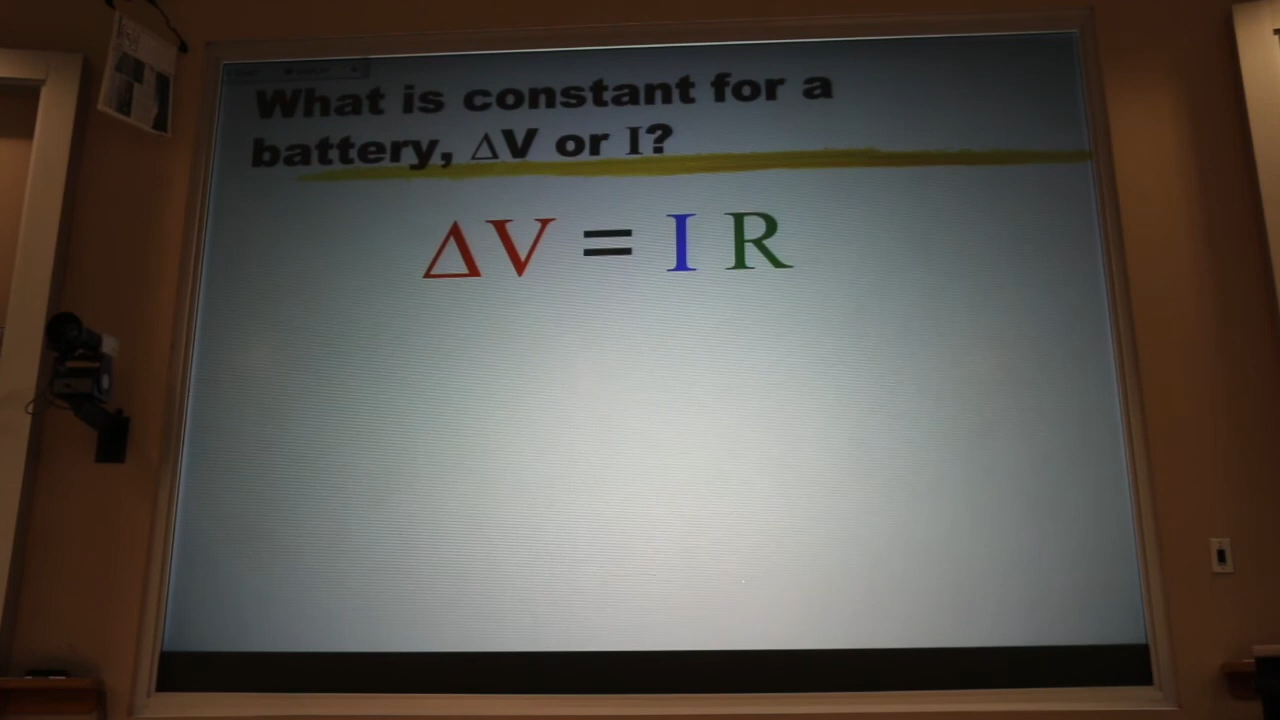 What is constant for a
battery, ΔV or I?
ΔV = I R